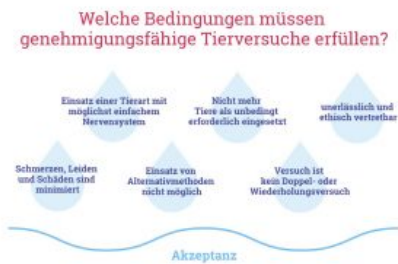 Welche Bedingungen müssen
genehmigungsfähige Tierversuche erfüllen?
Einsatz einer Tierart mit
möglichst einfachem
Nervensystem
Nicht mehr
Tiere als unbedingt
erforderlich eingesetzt
unerlässlich und
ethisch vertretbar
Schmerzen, Leiden
und Schäden sind
minimiert
Einsatz von
Alternativmethoden
nicht möglich
Versuch ist
kein Doppel- oder
Wiederholungsversuch
Akzeptanz